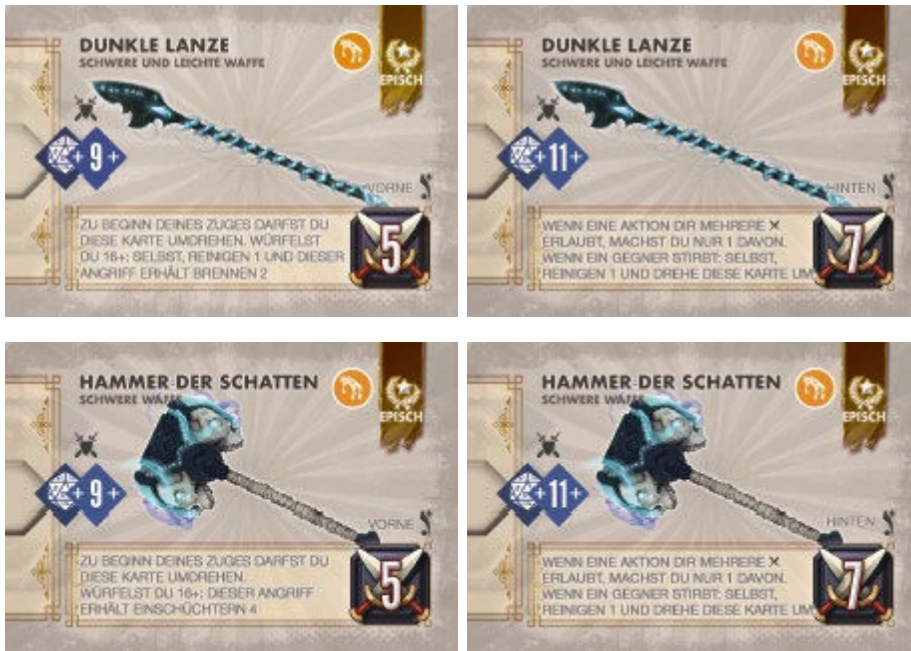 DUNKLE LANZE
SCHWERE UND LEICHTE WAFFE
EPISCH
+9+
VORNE
ZU BEGINN DEINES ZUGES DARFST DU
DIESE KARTE UMDREHEN. WÜRFELST
DU 16+: SELBST, REINIGEN 1 UND DIESER
ANGRIFF ERHÄLT BRENNEN 2
5
DUNKLE LANZE
SCHWERE UND LEICHTE WAFFE
EPISCH
+11+
HINTEN
WENN EINE AKTION DIR MEHRERE
ERLAUBT, MACHST DU NUR 1 DAVON.
WENN EIN GEGNER STIRBT: SELBST,
REINIGEN 1 UND DREHE DIESE KARTE UM
7
HAMMER DER SCHATTEN
SCHWERE WAFFE
EPISCH
+9+
VORNE
ZU BEGINN DEINES ZUGES DARFST DU
DIESE KARTE UMDREHEN.
WÜRFELST DU 16+: DIESER ANGRIFF
ERHÄLT EINSCHÜCHTERN 4
5
HAMMER DER SCHATTEN
SCHWERE WAFFE
EPISCH
+11+
HINTEN
WENN EINE AKTION DIR MEHRERE
ERLAUBT, MACHST DU NUR 1 DAVON.
WENN EIN GEGNER STIRBT: SELBST,
REINIGEN 1 UND DREHE DIESE KARTE UM
7